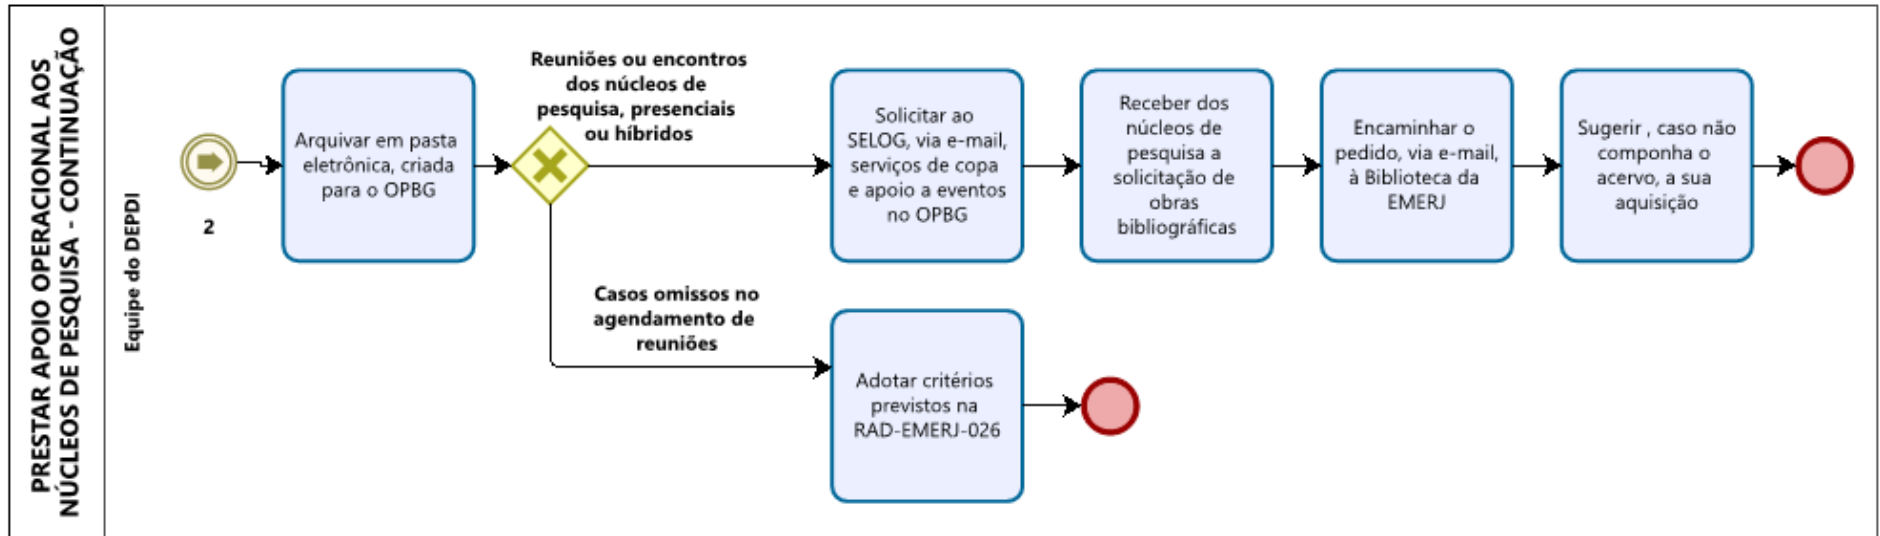 PRESTAR APOIO OPERACIONAL AOS
NÚCLEOS DE PESQUISA - CONTINUAÇÃO
Equipe do DEPDI
2
Arquivar em pasta
eletrônica, criada
para o OPBG
Reuniões ou encontros
dos núcleos de
pesquisa, presenciais
ou híbridos
Solicitar ao
SELOG, via e-mail,
serviços de copa
e apoio a eventos
no OPBG
Receber dos
núcleos de
pesquisa a
solicitação de
obras
bibliográficas
Encaminhar o
pedido, via e-mail,
à Biblioteca da
EMERJ
Sugerir , caso não
componha o
acervo, a sua
aquisição
Casos omissos no
agendamento de
reuniões
Adotar critérios
previstos na
RAD-EMERJ-026